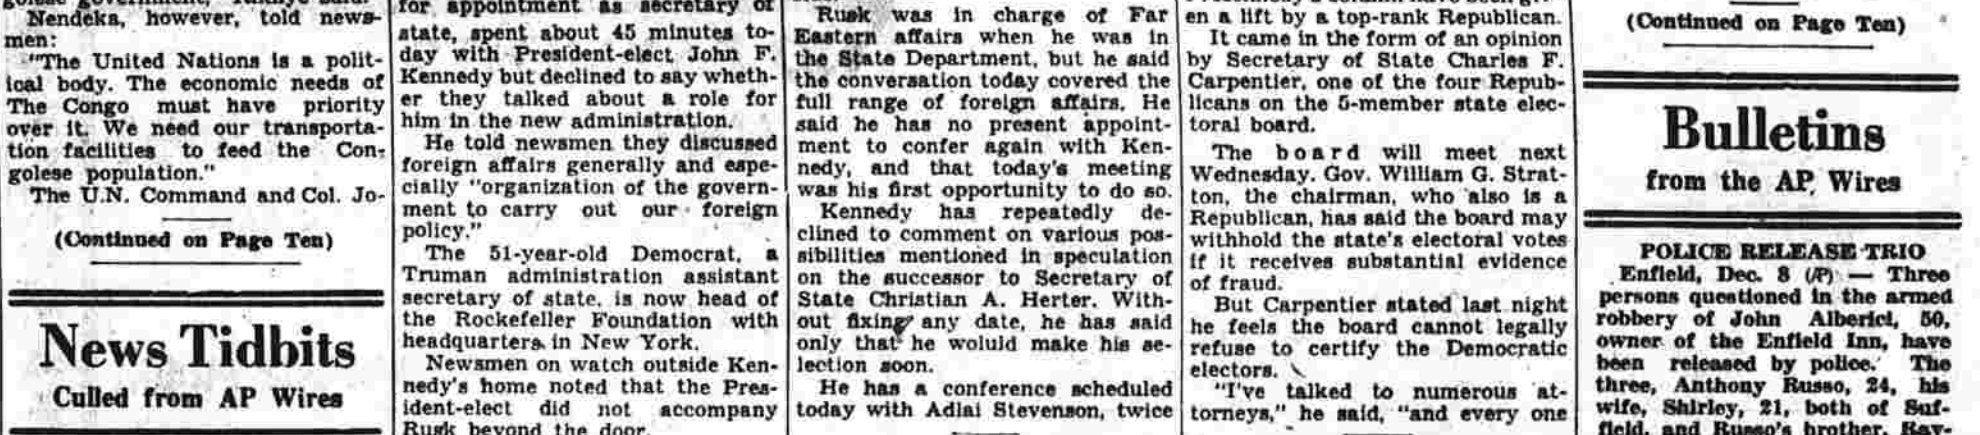 Nendeka, however, told news-
men:
"The United Nations is a polit-
ical body. The economic needs of
The Congo must have priority
over it. We need our transporta-
tion facilities to feed the Con-
golese population."
The U.N. Command and Col. Jo-
(Continued on Page Ten)
News Tidbits
Culled from AP Wires
for appointment as secretary of
state, spent about 45 minutes to-
day with President-elect John F.
Kennedy but declined to say wheth-
er they talked about a role for
him in the new administration.
He told newsmen they discussed
foreign affairs generally and espe-
cially "organization of the govern-
ment to carry out our foreign
policy."
The 51-year-old Democrat, a
Truman administration assistant
secretary of state, is now head of
the Rockefeller Foundation with
headquarters in New York.
Newsmen on watch outside Ken-
nedy's home noted that the Pres-
ident-elect did not accompany
Rusk beyond the door.
Rusk was in charge of Far
Eastern affairs when he was in
the State Department, but he said
the conversation today covered the
full range of foreign affairs. He
said he has no present appoint-
ment to confer again with Ken-
nedy, and that today's meeting
was his first opportunity to do so.
Kennedy has repeatedly de-
clined to comment on various pos-
sibilities mentioned in speculation
on the successor to Secretary of
State Christian A. Herter. With-
out fixing any date, he has said
only that he woluld make his se-
lection soon.
He has a conference scheduled
today with Adlai Stevenson, twice
en a lift by a top-rank Republican.
It came in the form of an opinion
by Secretary of State Charles F.
Carpentier, one of the four Repub-
licans on the 5-member state elec-
toral board.
The board will meet next
Wednesday. Gov. William G. Strat-
ton, the chairman, who also is a
Republican, has said the board may
withhold the state's electoral votes
if it receives substantial evidence
of fraud.
But Carpentier stated last night
he feels the board cannot legally
refuse to certify the Democratic
electors.
"I've talked to numerous at-
torneys," he said, "and every one
(Continued on Page Ten)
Bulletins
from the AP Wires
POLICE RELEASE TRIO
Enfield, Dec. 8 (AP) — Three
persons questioned in the armed
robbery of John Alberici, 50,
owner of the Enfield Inn, have
been released by police. The
three, Anthony Russo, 24, his
wife, Shirley, 21, both of Suf-
field, and Russo's brother, Ray-